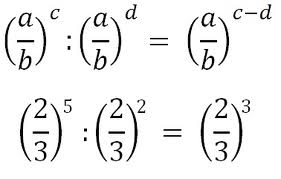 (a/b)^c : (a/b)^d = (a/b)^(c−d)
(2/3)^5 : (2/3)^2 = (2/3)^3